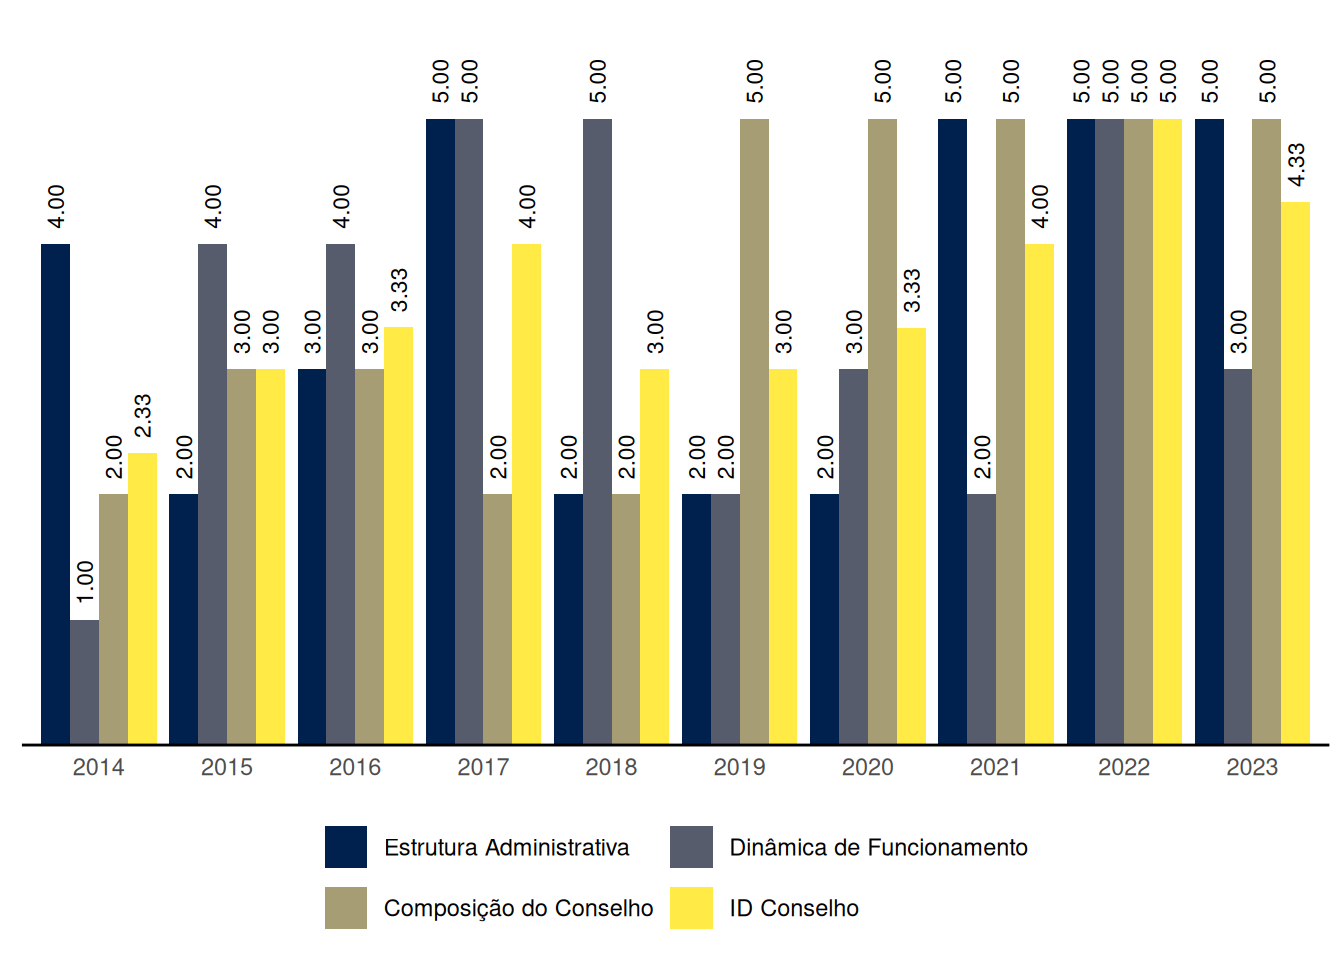 4.00 1.00 2.00 2.33
2.00 4.00 3.00 3.00
3.00 4.00 3.00 3.33
5.00 5.00 2.00 4.00
2.00 5.00 2.00 3.00
2.00 2.00 5.00 3.00
2.00 3.00 5.00 3.33
5.00 2.00 5.00 4.00
5.00 5.00 5.00 5.00
5.00 3.00 5.00 4.33
2014 2015 2016 2017 2018 2019 2020 2021 2022 2023
Estrutura Administrativa Dinâmica de Funcionamento
Composição do Conselho ID Conselho